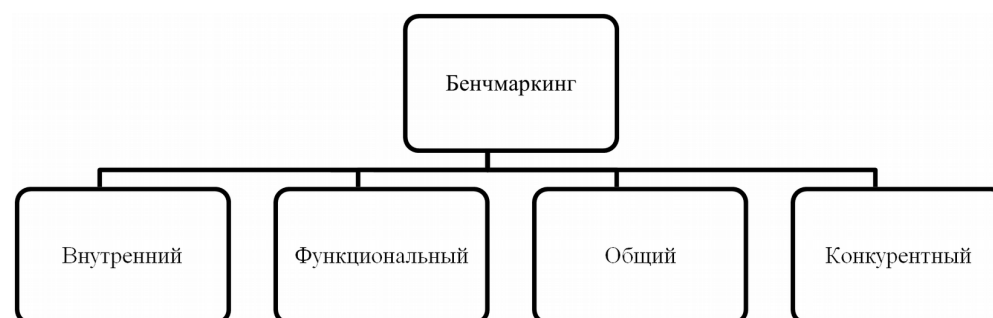 Бенчмаркинг
Внутренний
Функциональный
Общий
Конкурентный